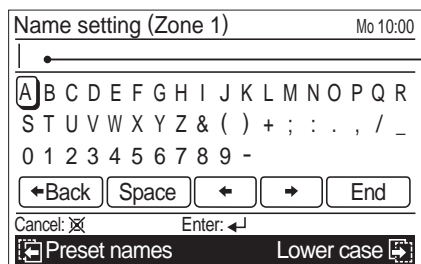 Name setting (Zone 1) Mo 10:00
A B C D E F G H I J K L M N O P Q R
S T U V W X Y Z & ( ) + ; : . , / _
0 1 2 3 4 5 6 7 8 9 -
←Back Space ← → End
Cancel: Enter: ↵
Preset names Lower case